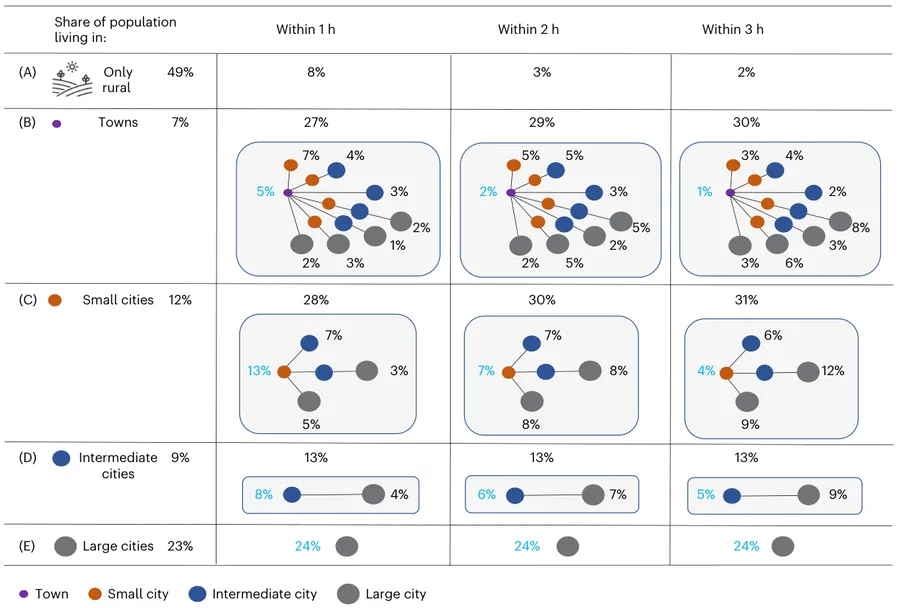 Share of population
living in:
Within 1 h
Within 2 h
Within 3 h
(A)
Only
rural
49%
8%
3%
2%
(B)
Towns
7%
27%
29%
30%
7%
4%
5%
3%
2%
1%
2%
3%
5%
5%
2%
3%
5%
2%
2%
5%
3%
4%
1%
2%
8%
3%
3%
6%
(C)
Small cities
12%
28%
30%
31%
7%
13%
3%
5%
7%
7%
8%
8%
6%
4%
12%
9%
(D)
Intermediate
cities
9%
13%
13%
13%
8%
4%
6%
7%
5%
9%
(E)
Large cities
23%
24%
24%
24%
Town
Small city
Intermediate city
Large city